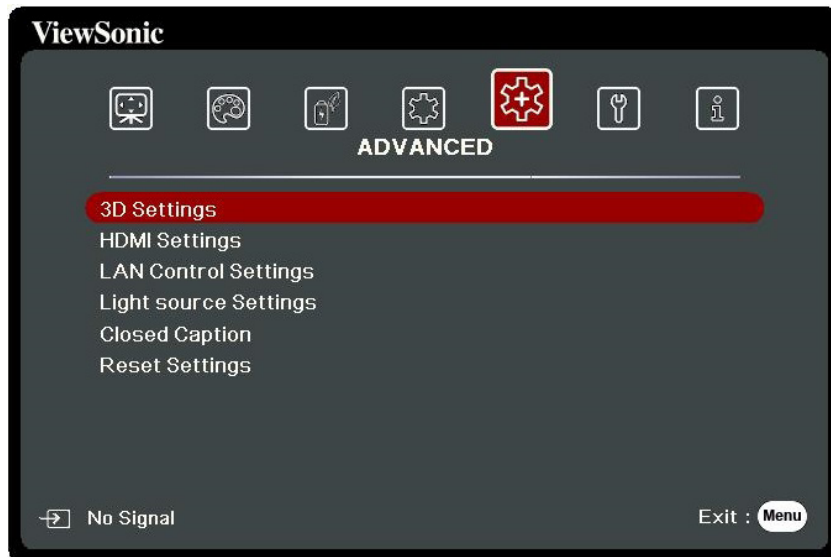 ViewSonic
ADVANCED
3D Settings
HDMI Settings
LAN Control Settings
Light source Settings
Closed Caption
Reset Settings
No Signal
Exit : Menu